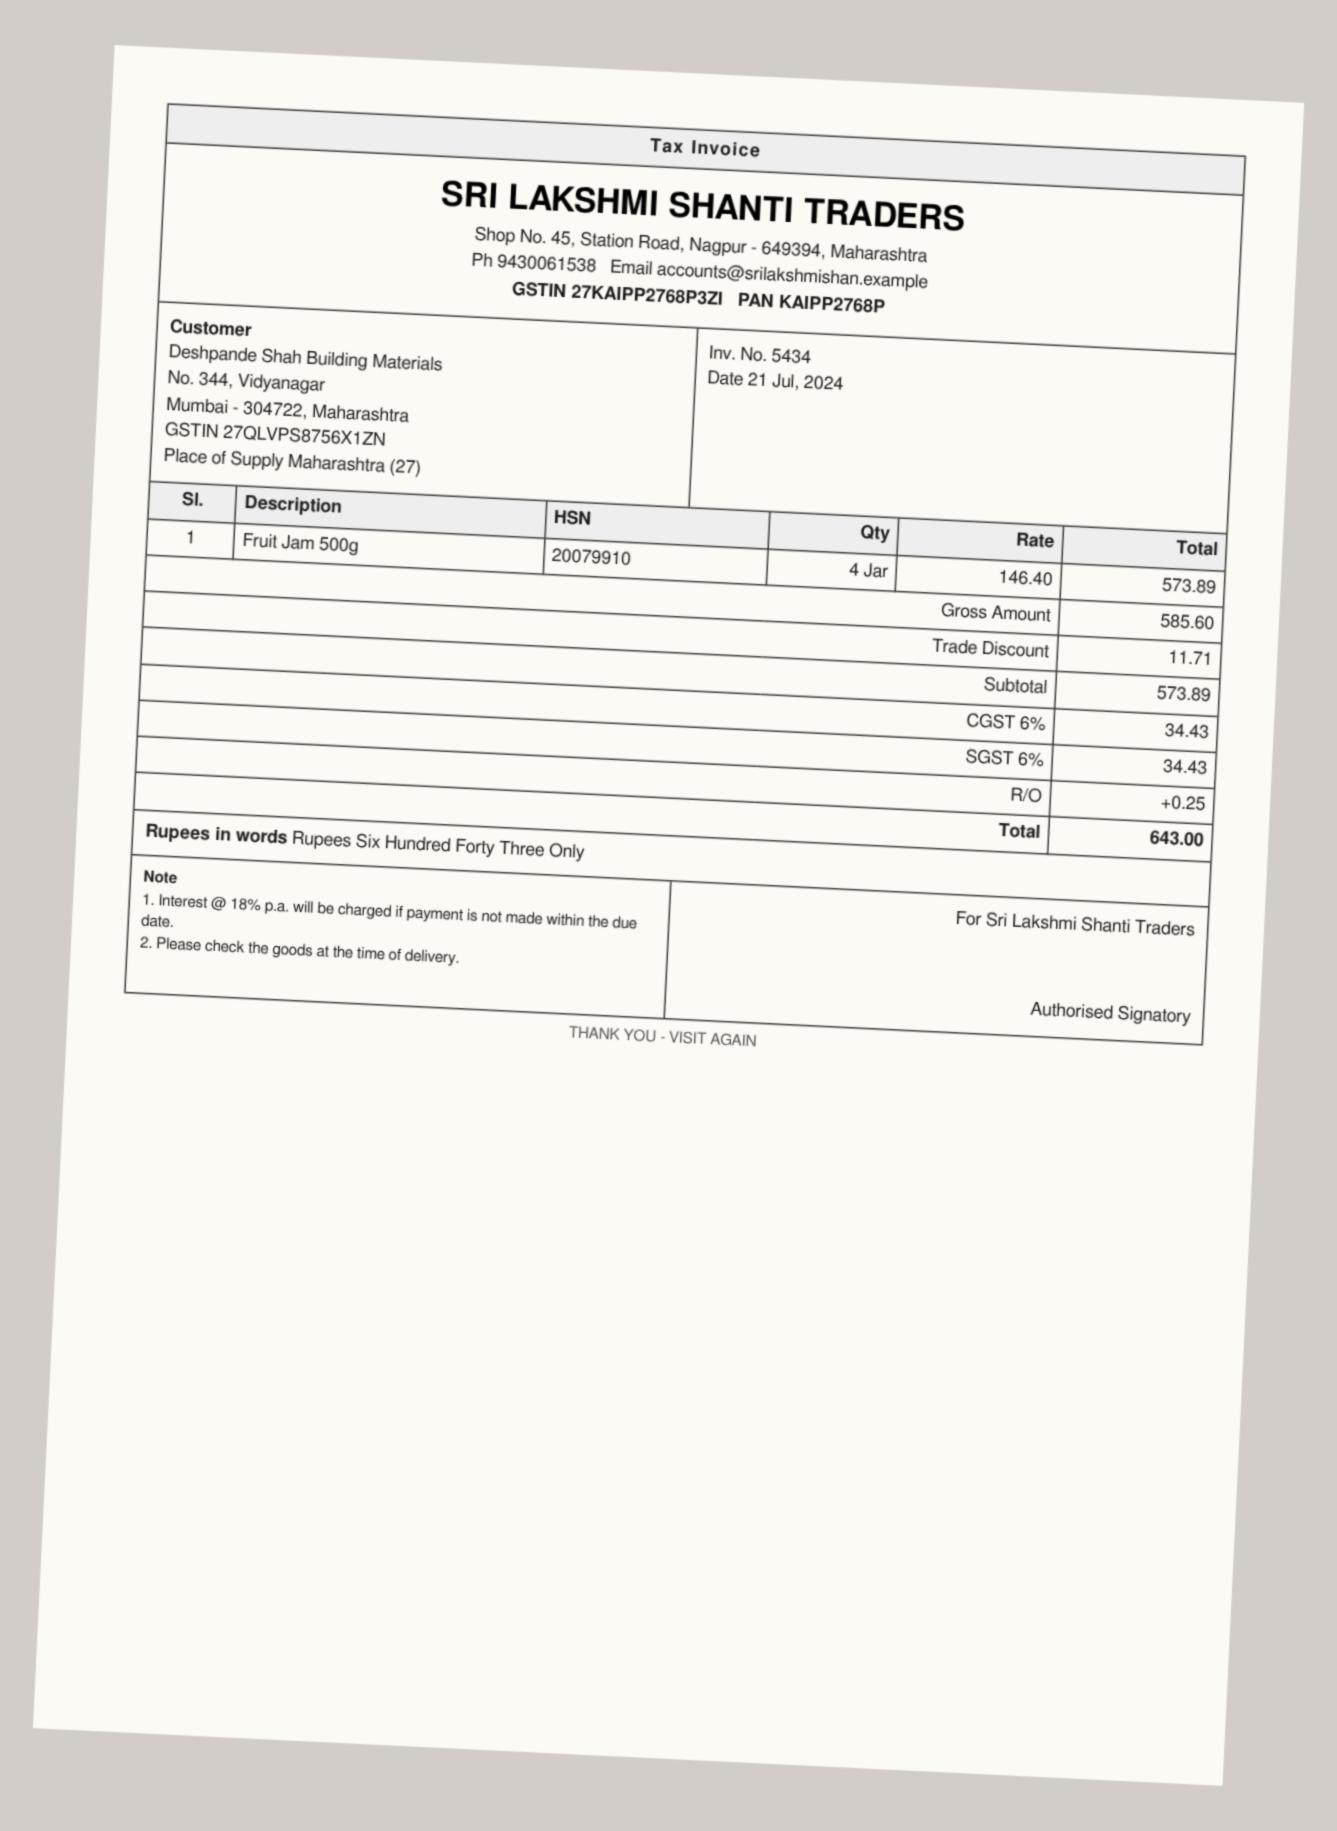 Tax Invoice
SRI LAKSHMI SHANTI TRADERS
Shop No. 45, Station Road, Nagpur - 649394, Maharashtra
Ph 9430061538 Email accounts@srilakshmishan.example
GSTIN 27KAIPP2768P3ZI PAN KAIPP2768P
Customer
Deshpande Shah Building Materials
No. 344, Vidyanagar
Mumbai - 304722, Maharashtra
GSTIN 27QLVPS8756X1ZN
Place of Supply Maharashtra (27)
Inv. No. 5434
Date 21 Jul, 2024
Sl. Description HSN Qty Rate Total
1 Fruit Jam 500g 20079910 4 Jar 146.40 573.89
Gross Amount 585.60
Trade Discount 11.71
Subtotal 573.89
CGST 6% 34.43
SGST 6% 34.43
R/O +0.25
Total 643.00
Rupees in words Rupees Six Hundred Forty Three Only
Note
1. Interest @ 18% p.a. will be charged if payment is not made within the due
date.
2. Please check the goods at the time of delivery.
For Sri Lakshmi Shanti Traders
Authorised Signatory
THANK YOU - VISIT AGAIN